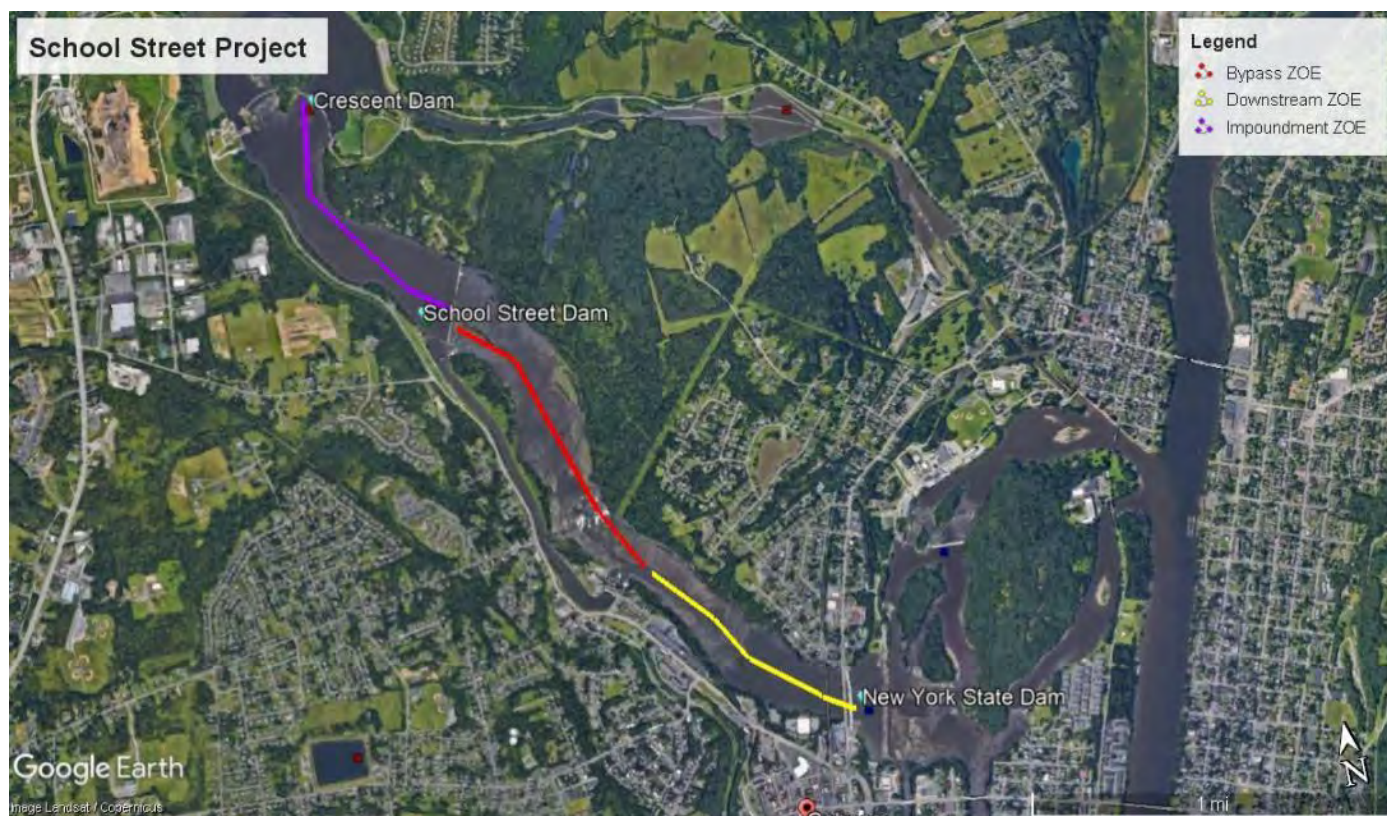 School Street Project
Legend
Bypass ZOE
Downstream ZOE
Impoundment ZOE
Crescent Dam
School Street Dam
New York State Dam
Google Earth
Image Landsat / Copernicus
1 mi
N